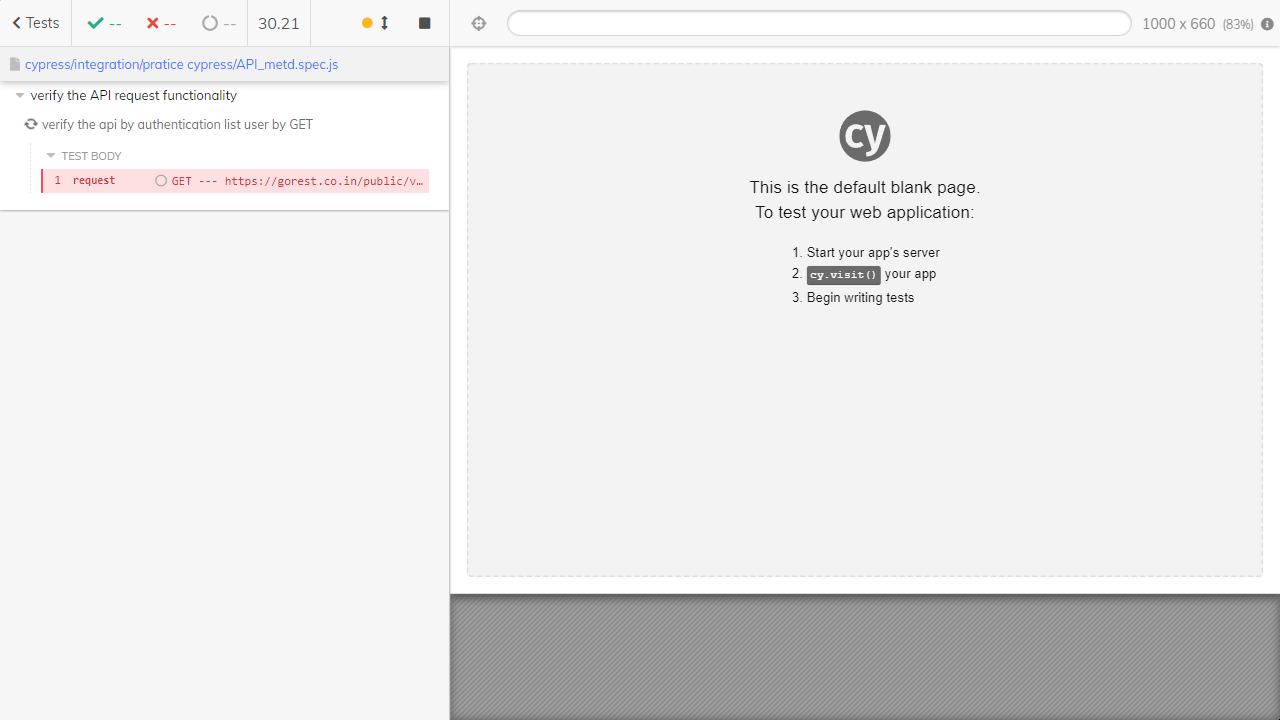 Tests
--
--
--
30.21
1000 x 660 (83%)
cypress/integration/pratice cypress/API_metd.spec.js
verify the API request functionality
verify the api by authentication list user by GET
TEST BODY
1 request GET --- https://gorest.co.in/public/v…
cy
This is the default blank page.
To test your web application:
1. Start your app's server
2. cy.visit() your app
3. Begin writing tests